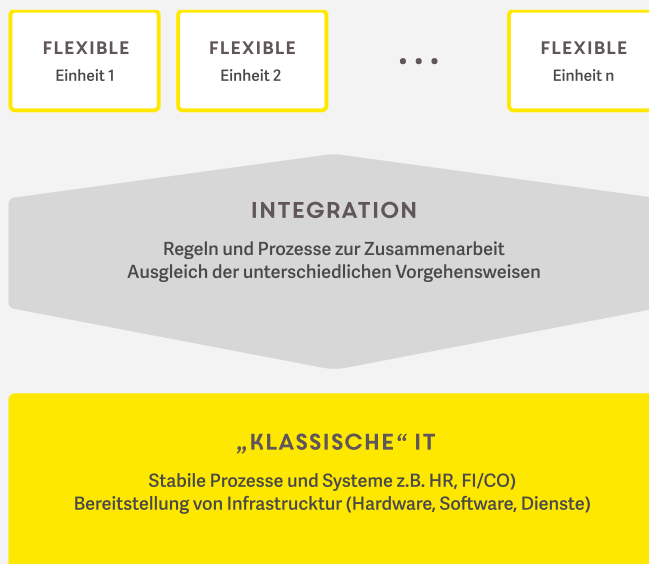 FLEXIBLE
Einheit 1
FLEXIBLE
Einheit 2
...
FLEXIBLE
Einheit n
INTEGRATION
Regeln und Prozesse zur Zusammenarbeit
Ausgleich der unterschiedlichen Vorgehensweisen
„KLASSISCHE“ IT
Stabile Prozesse und Systeme z.B. HR, FI/CO)
Bereitstellung von Infrastrucktur (Hardware, Software, Dienste)